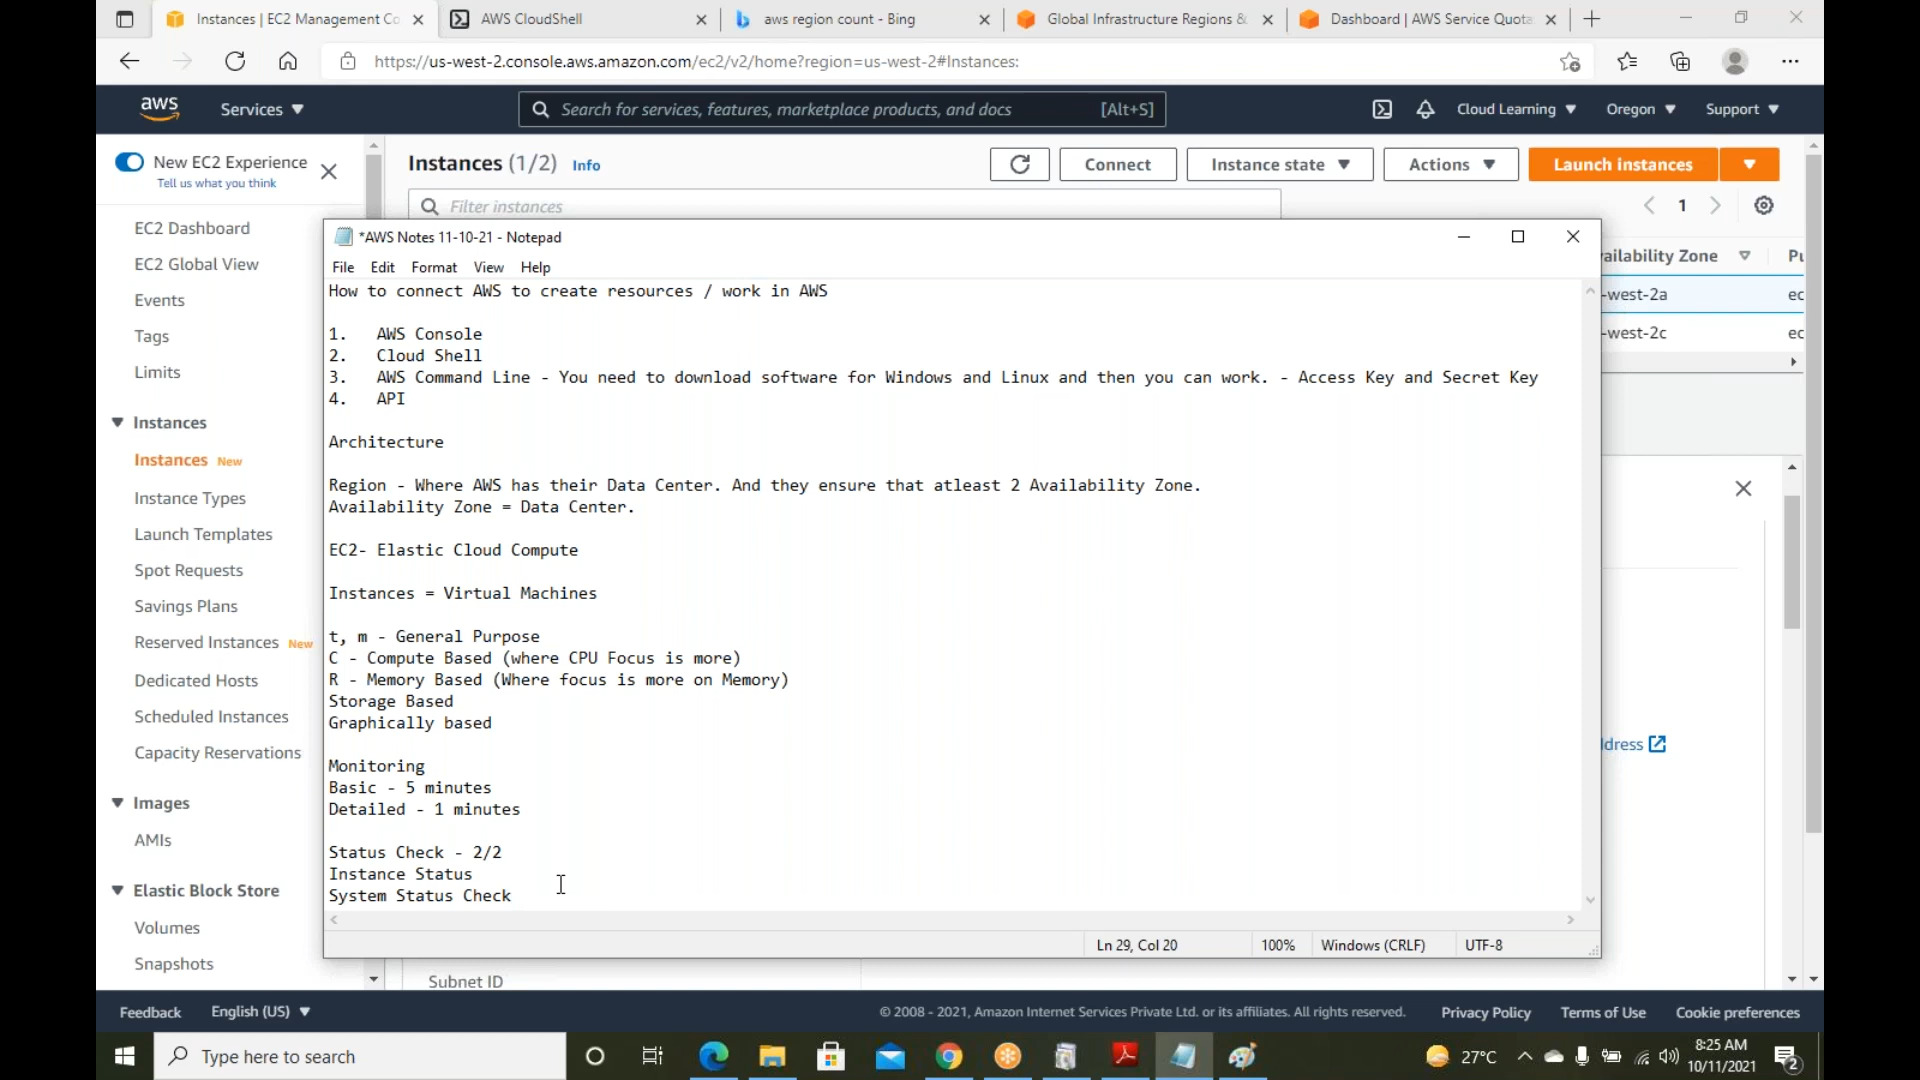 Instances | EC2 Management Co
AWS CloudShell
aws region count - Bing
Global Infrastructure Regions &
Dashboard | AWS Service Quota
https://us-west-2.console.aws.amazon.com/ec2/v2/home?region=us-west-2#Instances:
aws
Services
Search for services, features, marketplace products, and docs
[Alt+S]
Cloud Learning
Oregon
Support
New EC2 Experience
Tell us what you think
Instances (1/2) Info
Connect
Instance state
Actions
Launch instances
Filter instances
1
EC2 Dashboard
EC2 Global View
Events
Tags
Limits
Instances
Instances New
Instance Types
Launch Templates
Spot Requests
Savings Plans
Reserved Instances New
Dedicated Hosts
Scheduled Instances
Capacity Reservations
Images
AMIs
Elastic Block Store
Volumes
Snapshots
*AWS Notes 11-10-21 - Notepad
File Edit Format View Help
How to connect AWS to create resources / work in AWS
1. AWS Console
2. Cloud Shell
3. AWS Command Line - You need to download software for Windows and Linux and then you can work. - Access Key and Secret Key
4. API
Architecture
Region - Where AWS has their Data Center. And they ensure that atleast 2 Availability Zone.
Availability Zone = Data Center.
EC2- Elastic Cloud Compute
Instances = Virtual Machines
t, m - General Purpose
C - Compute Based (where CPU Focus is more)
R - Memory Based (Where focus is more on Memory)
Storage Based
Graphically based
Monitoring
Basic - 5 minutes
Detailed - 1 minutes
Status Check - 2/2
Instance Status
System Status Check
Ln 29, Col 20
100%
Windows (CRLF)
UTF-8
ailability Zone
Pu
-west-2a
ec
-west-2c
ec
ldress
Subnet ID
Feedback
English (US)
© 2008 - 2021, Amazon Internet Services Private Ltd. or its affiliates. All rights reserved.
Privacy Policy
Terms of Use
Cookie preferences
Type here to search
27°C
8:25 AM
10/11/2021
2